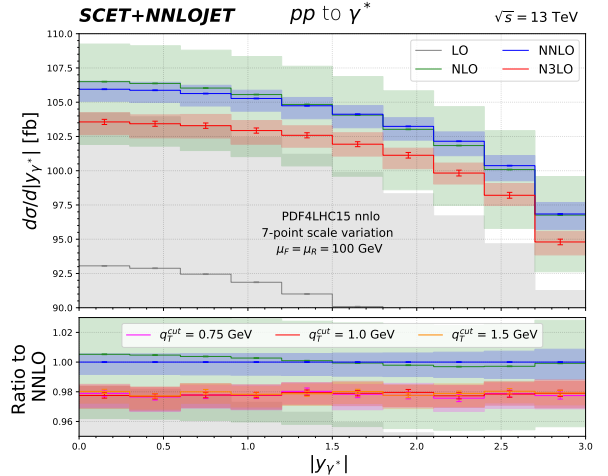 SCET+NNLOJET pp to γ* √s = 13 TeV
110.0
107.5
105.0
102.5
100.0
97.5
95.0
92.5
90.0
dσ/d|yγ*| [fb]
LO NNLO
NLO N3LO
PDF4LHC15 nnlo
7-point scale variation
μF = μR = 100 GeV
1.02
1.00
0.98
0.96
Ratio to
NNLO
qTcut = 0.75 GeV qTcut = 1.0 GeV qTcut = 1.5 GeV
0.0 0.5 1.0 1.5 2.0 2.5 3.0
|yγ*|